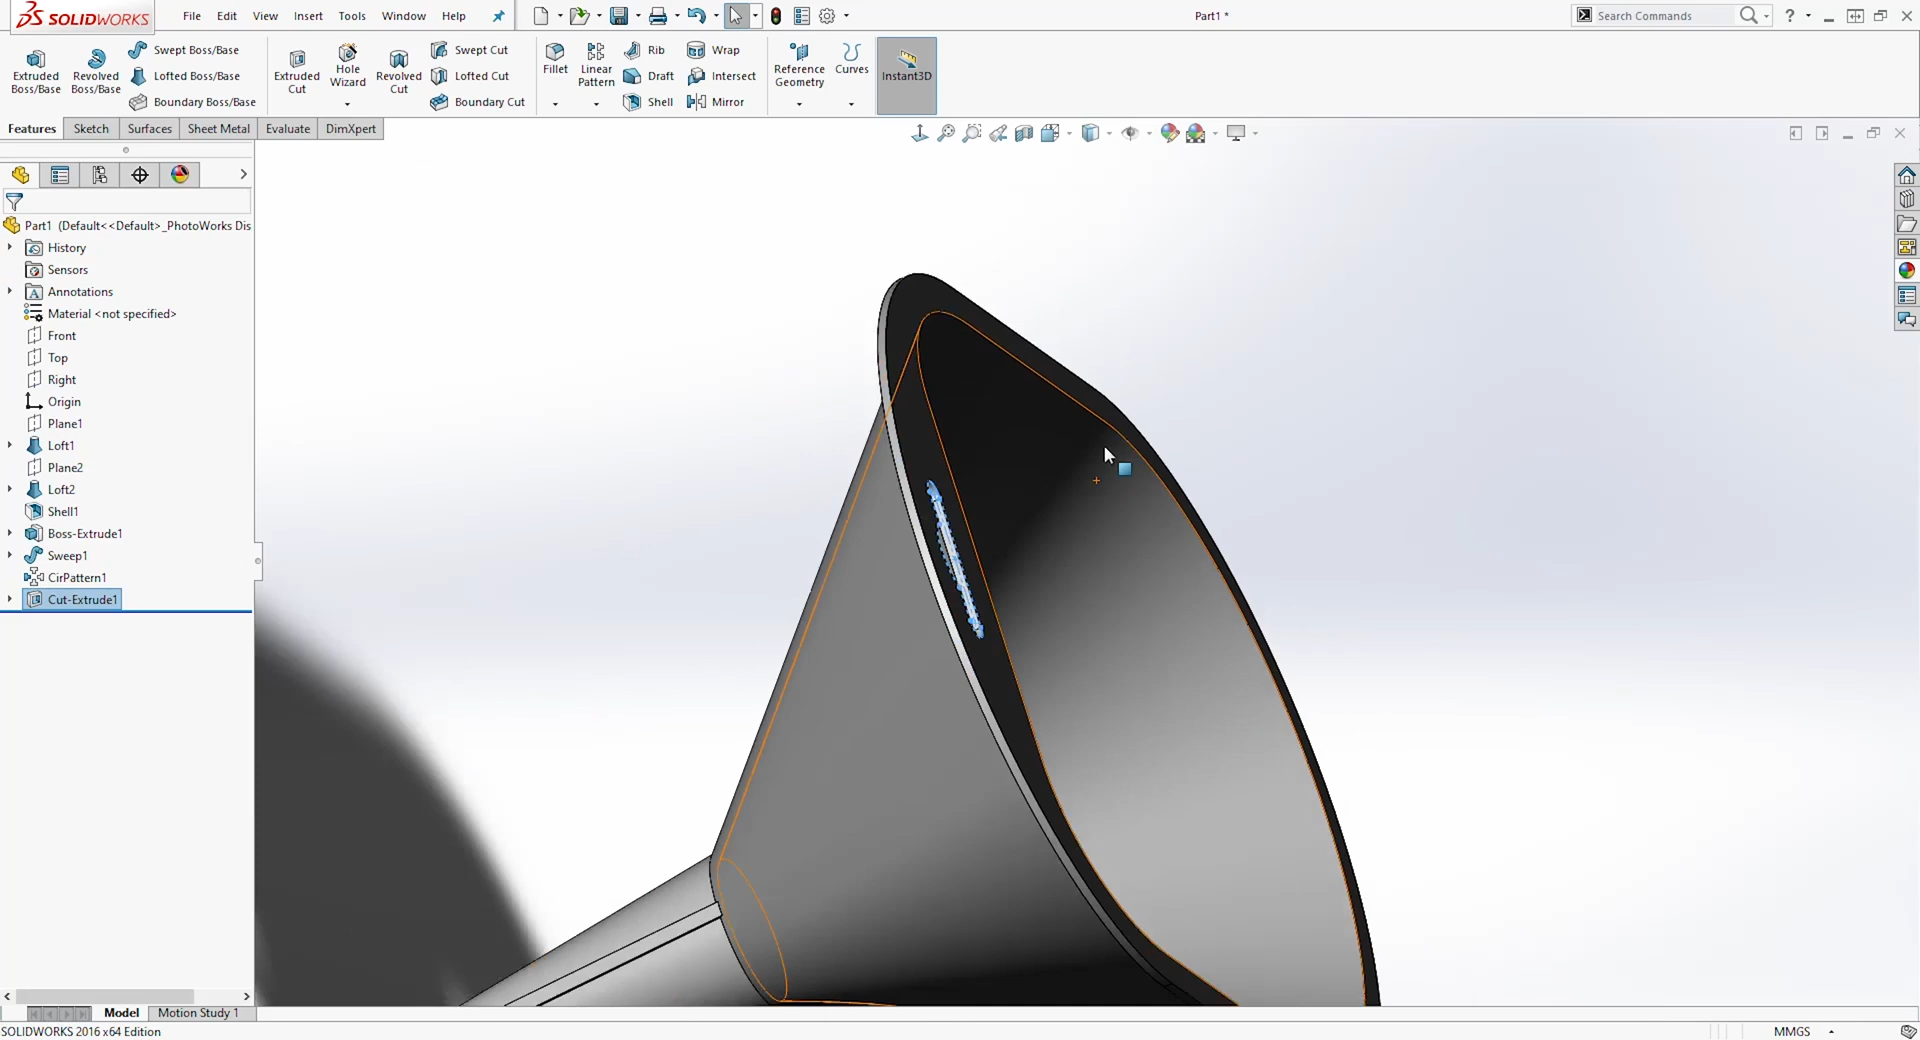 SOLIDWORKS File Edit View Insert Tools Window Help Part1 * Search Commands ?
Extruded Boss/Base
Revolved Boss/Base
Swept Boss/Base
Lofted Boss/Base
Boundary Boss/Base
Extruded Cut
Hole Wizard
Revolved Cut
Swept Cut
Lofted Cut
Boundary Cut
Fillet
Linear Pattern
Rib
Draft
Shell
Wrap
Intersect
Mirror
Reference Geometry
Curves
Instant3D
Features Sketch Surfaces Sheet Metal Evaluate DimXpert
Part1 (Default<<Default>_PhotoWorks Dis
History
Sensors
Annotations
Material <not specified>
Front
Top
Right
Origin
Plane1
Loft1
Plane2
Loft2
Shell1
Boss-Extrude1
Sweep1
CirPattern1
Cut-Extrude1
Model Motion Study 1
SOLIDWORKS 2016 x64 Edition MMGS